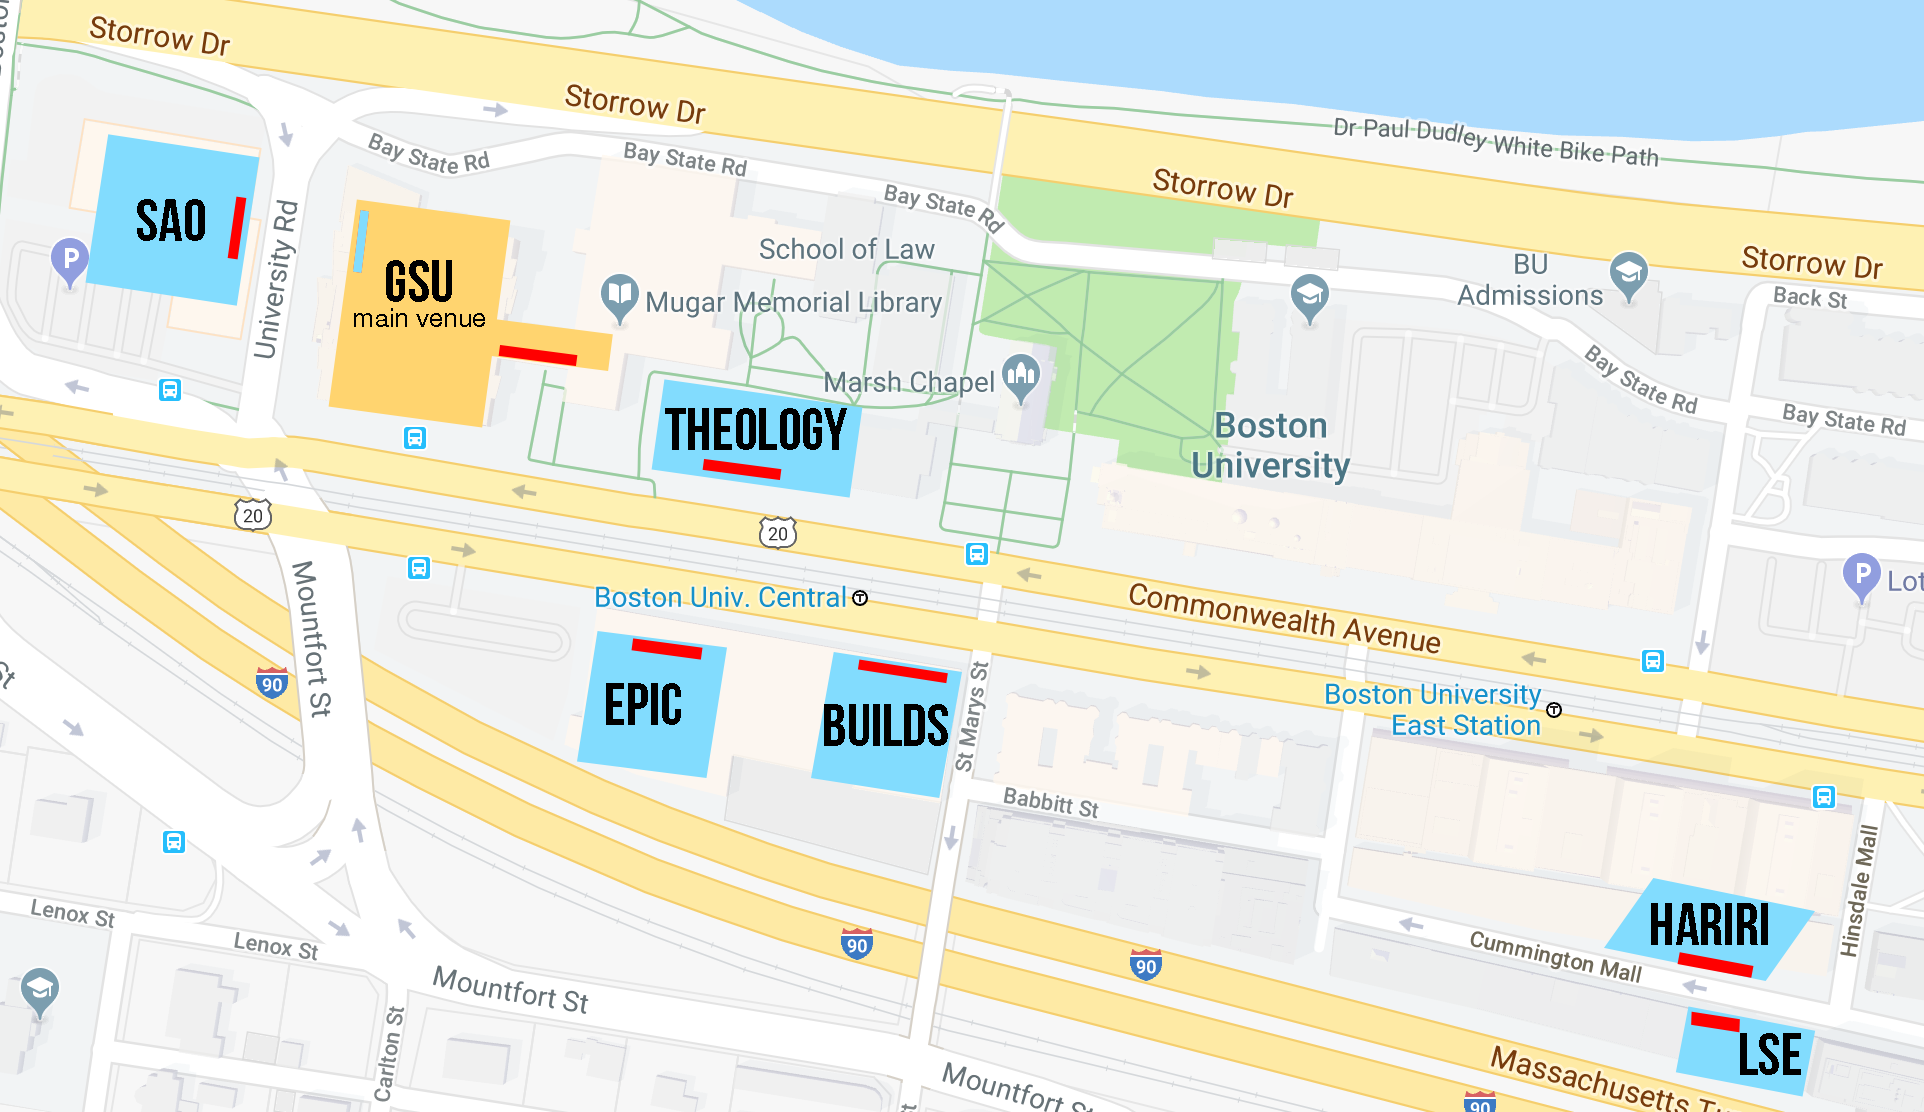 Storrow Dr
Storrow Dr
Dr Paul Dudley White Bike Path
Bay State Rd
Bay State Rd
Storrow Dr
Bay State Rd
SAO
University Rd
School of Law
BU
Admissions
Storrow Dr
P
GSU
main venue
Mugar Memorial Library
Back St
Marsh Chapel
Bay State Rd
Bay State Rd
THEOLOGY
Boston
University
20
20
Mountfort St
Boston Univ. Central
T
Commonwealth Avenue
P
Lot
St
90
EPIC
BUILDS
St Marys St
Boston University
East Station
T
Babbitt St
Hinsdale Mall
Lenox St
Lenox St
90
90
HARIRI
Cummington Mall
Mountfort St
Carlton St
LSE
Massachusetts
Mountfort St
90